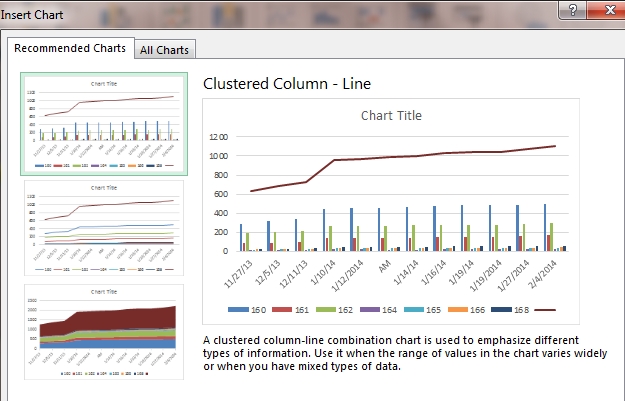 Insert Chart
?
Recommended Charts
All Charts
Chart Title
Chart Title
Chart Title
Clustered Column - Line
Chart Title
1200
1000
800
600
400
200
0
11/27/13
12/5/13
12/11/13
1/10/14
1/12/2014
AM
1/14/14
1/16/14
1/19/14
1/19/2014
1/27/2014
2/4/2014
160 161 162 164 165 166 168
A clustered column-line combination chart is used to emphasize different
types of information. Use it when the range of values in the chart varies widely
or when you have mixed types of data.